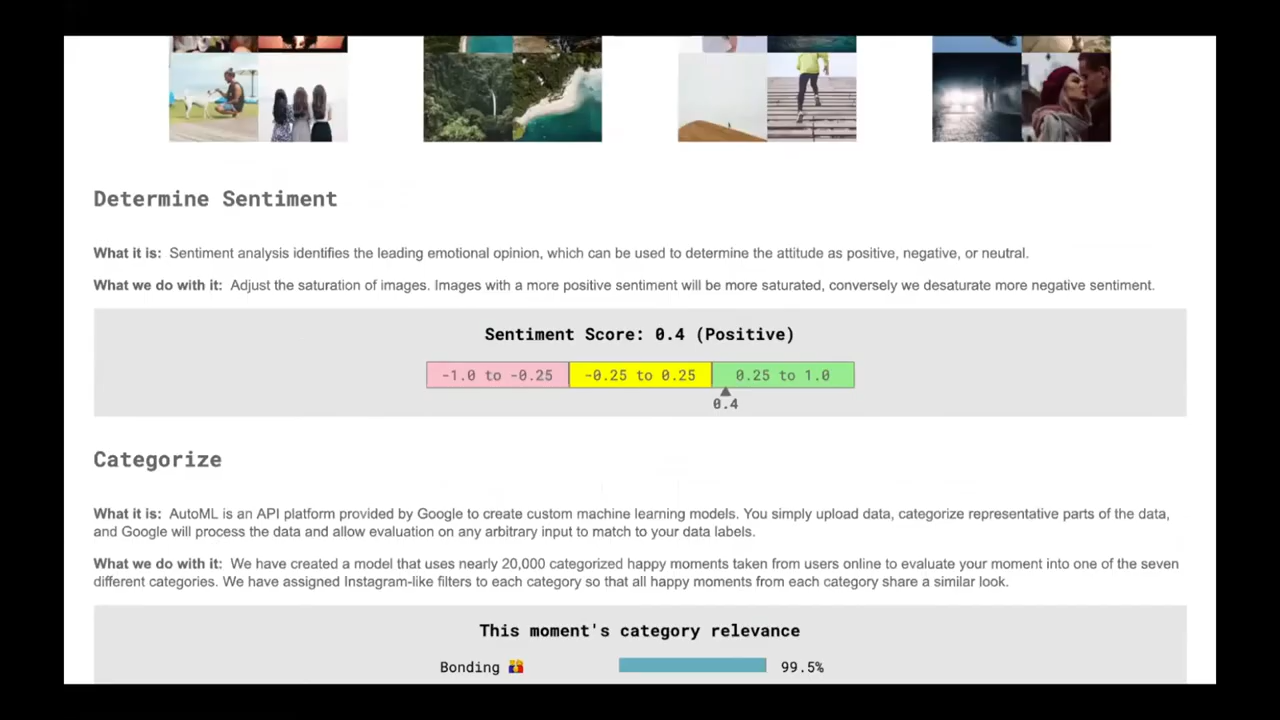 Determine Sentiment
What it is: Sentiment analysis identifies the leading emotional opinion, which can be used to determine the attitude as positive, negative, or neutral.
What we do with it: Adjust the saturation of images. Images with a more positive sentiment will be more saturated, conversely we desaturate more negative sentiment.
Sentiment Score: 0.4 (Positive)
-1.0 to -0.25 -0.25 to 0.25 0.25 to 1.0
0.4
Categorize
What it is: AutoML is an API platform provided by Google to create custom machine learning models. You simply upload data, categorize representative parts of the data,
and Google will process the data and allow evaluation on any arbitrary input to match to your data labels.
What we do with it: We have created a model that uses nearly 20,000 categorized happy moments taken from users online to evaluate your moment into one of the seven
different categories. We have assigned Instagram-like filters to each category so that all happy moments from each category share a similar look.
This moment's category relevance
Bonding 99.5%